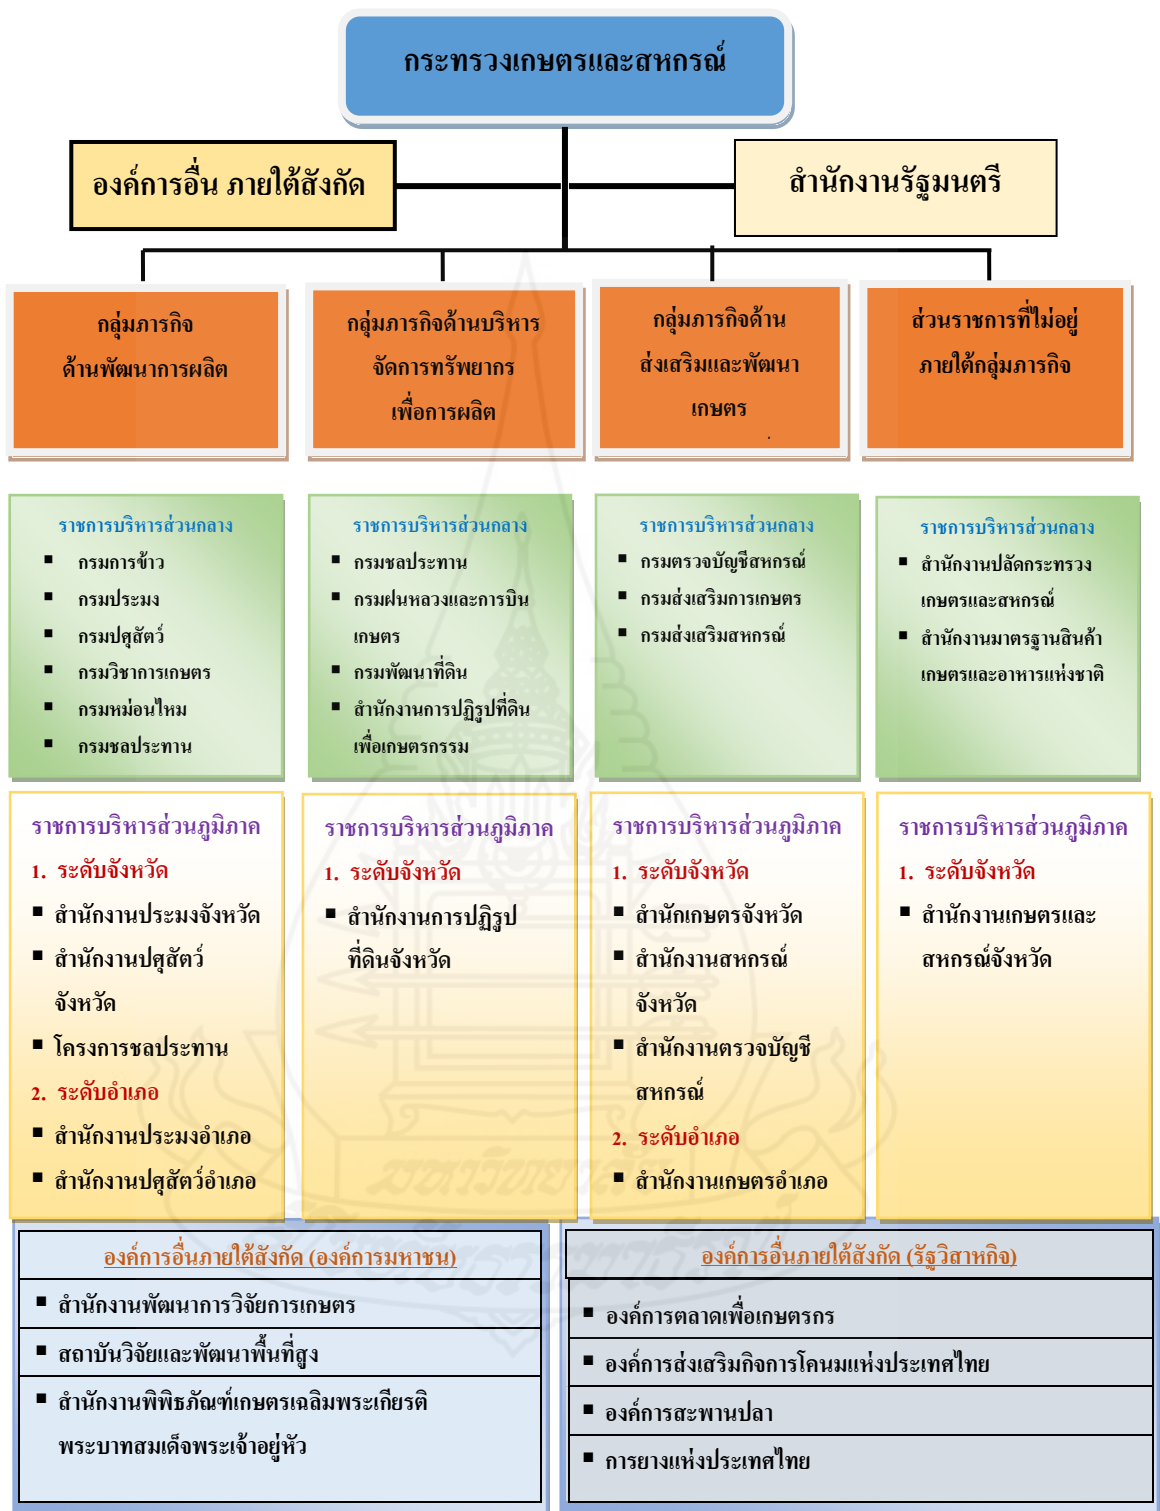 กระทรวงเกษตรและสหกรณ์
องค์การอื่น ภายใต้สังกัด
สำนักงานรัฐมนตรี
กลุ่มภารกิจ
ด้านพัฒนาการผลิต
กลุ่มภารกิจด้านบริหาร
จัดการทรัพยากร
เพื่อการผลิต
กลุ่มภารกิจด้าน
ส่งเสริมและพัฒนา
เกษตร
ส่วนราชการที่ไม่อยู่
ภายใต้กลุ่มภารกิจ
ราชการบริหารส่วนกลาง
▪ กรมการข้าว
▪ กรมประมง
▪ กรมปศุสัตว์
▪ กรมวิชาการเกษตร
▪ กรมหม่อนไหม
▪ กรมชลประทาน
ราชการบริหารส่วนกลาง
▪ กรมชลประทาน
▪ กรมฝนหลวงและการบิน
เกษตร
▪ กรมพัฒนาที่ดิน
▪ สำนักงานการปฏิรูปที่ดิน
เพื่อเกษตรกรรม
ราชการบริหารส่วนกลาง
▪ กรมตรวจบัญชีสหกรณ์
▪ กรมส่งเสริมการเกษตร
▪ กรมส่งเสริมสหกรณ์
ราชการบริหารส่วนกลาง
▪ สำนักงานปลัดกระทรวง
เกษตรและสหกรณ์
▪ สำนักงานมาตรฐานสินค้า
เกษตรและอาหารแห่งชาติ
ราชการบริหารส่วนภูมิภาค
1. ระดับจังหวัด
▪ สำนักงานประมงจังหวัด
▪ สำนักงานปศุสัตว์
จังหวัด
▪ โครงการชลประทาน
2. ระดับอำเภอ
▪ สำนักงานประมงอำเภอ
▪ สำนักงานปศุสัตว์อำเภอ
ราชการบริหารส่วนภูมิภาค
1. ระดับจังหวัด
▪ สำนักงานการปฏิรูป
ที่ดินจังหวัด
ราชการบริหารส่วนภูมิภาค
1. ระดับจังหวัด
▪ สำนักเกษตรจังหวัด
▪ สำนักงานสหกรณ์
จังหวัด
▪ สำนักงานตรวจบัญชี
สหกรณ์
2. ระดับอำเภอ
▪ สำนักงานเกษตรอำเภอ
ราชการบริหารส่วนภูมิภาค
1. ระดับจังหวัด
▪ สำนักงานเกษตรและ
สหกรณ์จังหวัด
องค์การอื่นภายใต้สังกัด (องค์การมหาชน)
▪ สำนักงานพัฒนาการวิจัยการเกษตร
▪ สถาบันวิจัยและพัฒนาพื้นที่สูง
▪ สำนักงานพิพิธภัณฑ์เกษตรเฉลิมพระเกียรติ
พระบาทสมเด็จพระเจ้าอยู่หัว
องค์การอื่นภายใต้สังกัด (รัฐวิสาหกิจ)
▪ องค์การตลาดเพื่อเกษตรกร
▪ องค์การส่งเสริมกิจการโคนมแห่งประเทศไทย
▪ องค์การสะพานปลา
▪ การยางแห่งประเทศไทย